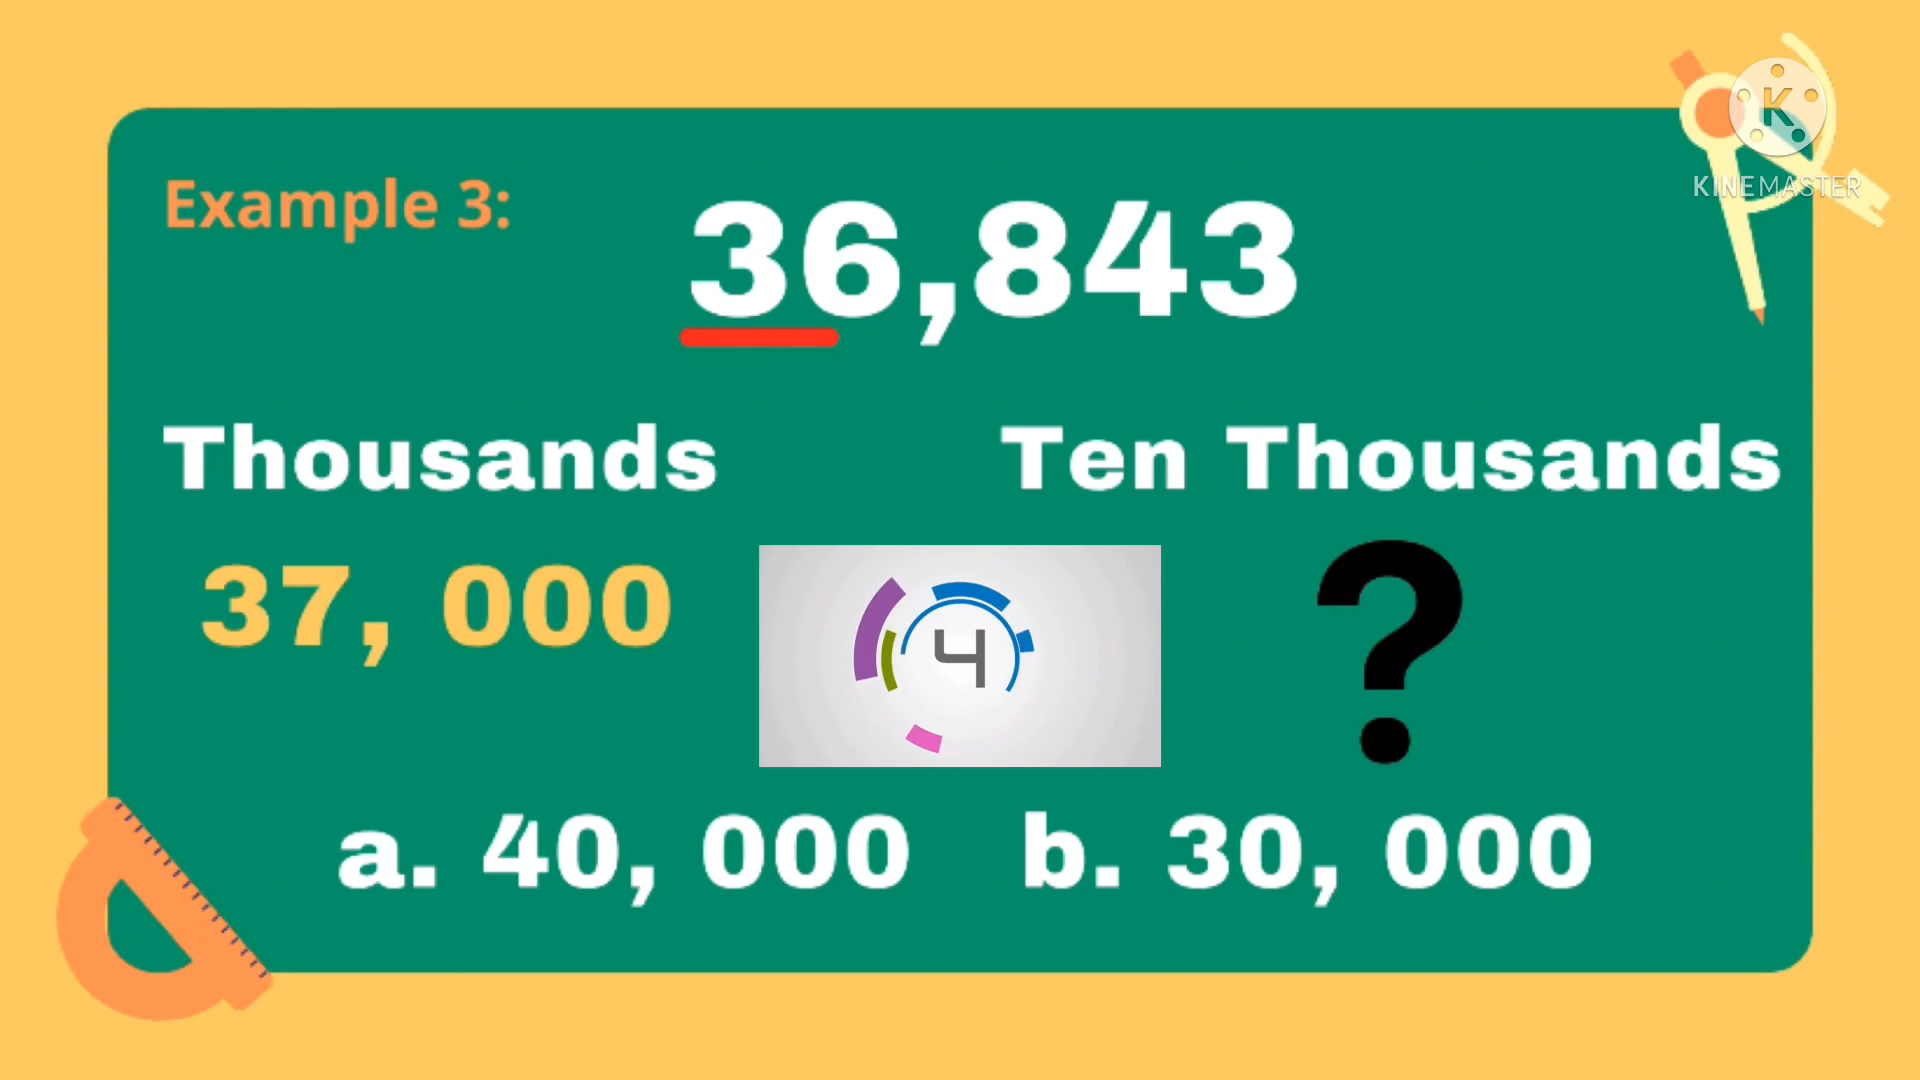 Example 3:
36,843
Thousands
Ten Thousands
37, 000
4
?
a. 40, 000
b. 30, 000
K
KINEMASTER